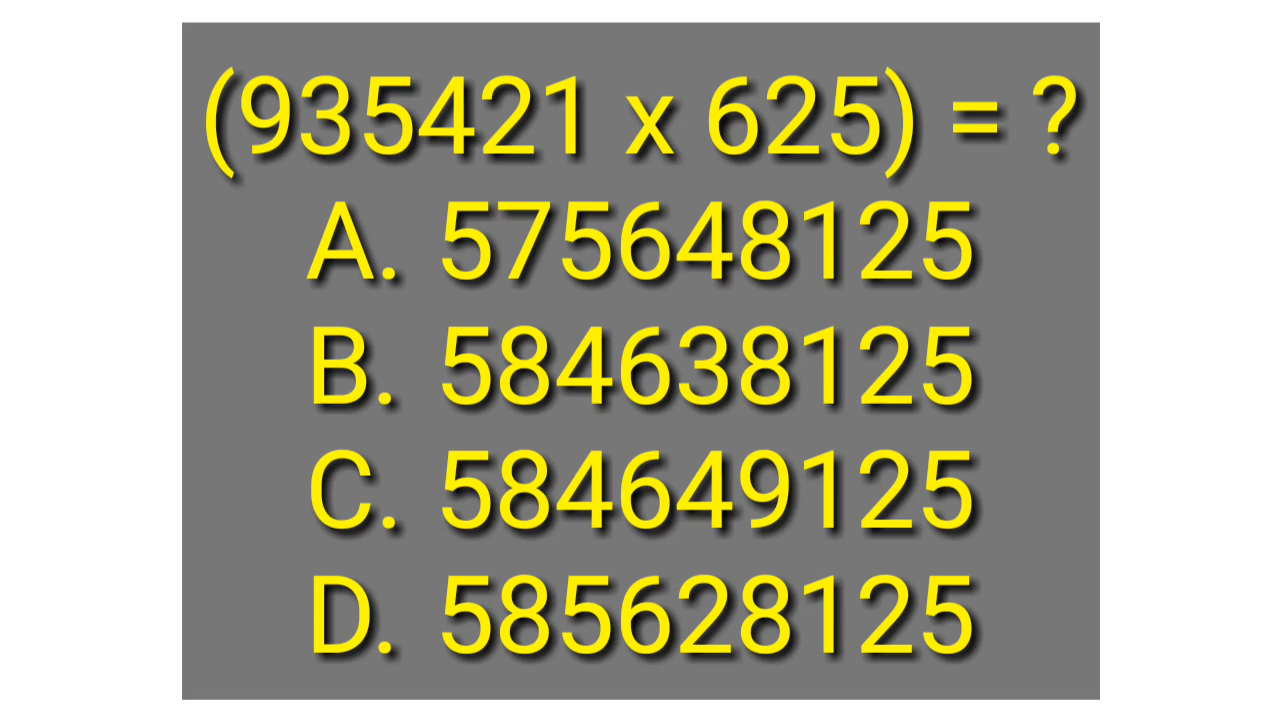 (935421 x 625) = ?
A. 575648125
B. 584638125
C. 584649125
D. 585628125